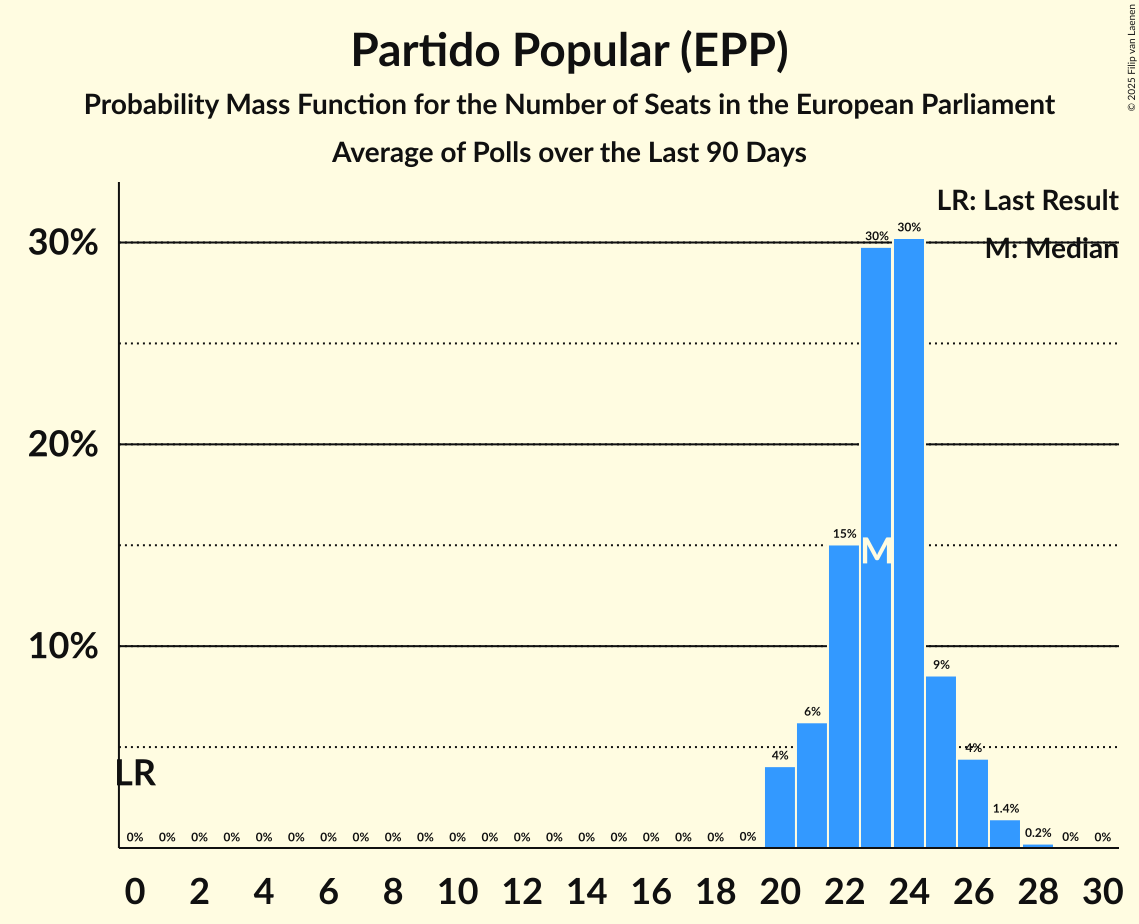 Partido Popular (EPP)
Probability Mass Function for the Number of Seats in the European Parliament
Average of Polls over the Last 90 Days
© 2025 Filip van Laenen
LR: Last Result
M: Median
30%
20%
10%
30%
30%
15%
M
9%
6%
4%
4%
1.4%
0.2%
LR
0% 0% 0% 0% 0% 0% 0% 0% 0% 0% 0% 0% 0% 0% 0% 0% 0% 0% 0% 0% 0% 0%
0 2 4 6 8 10 12 14 16 18 20 22 24 26 28 30